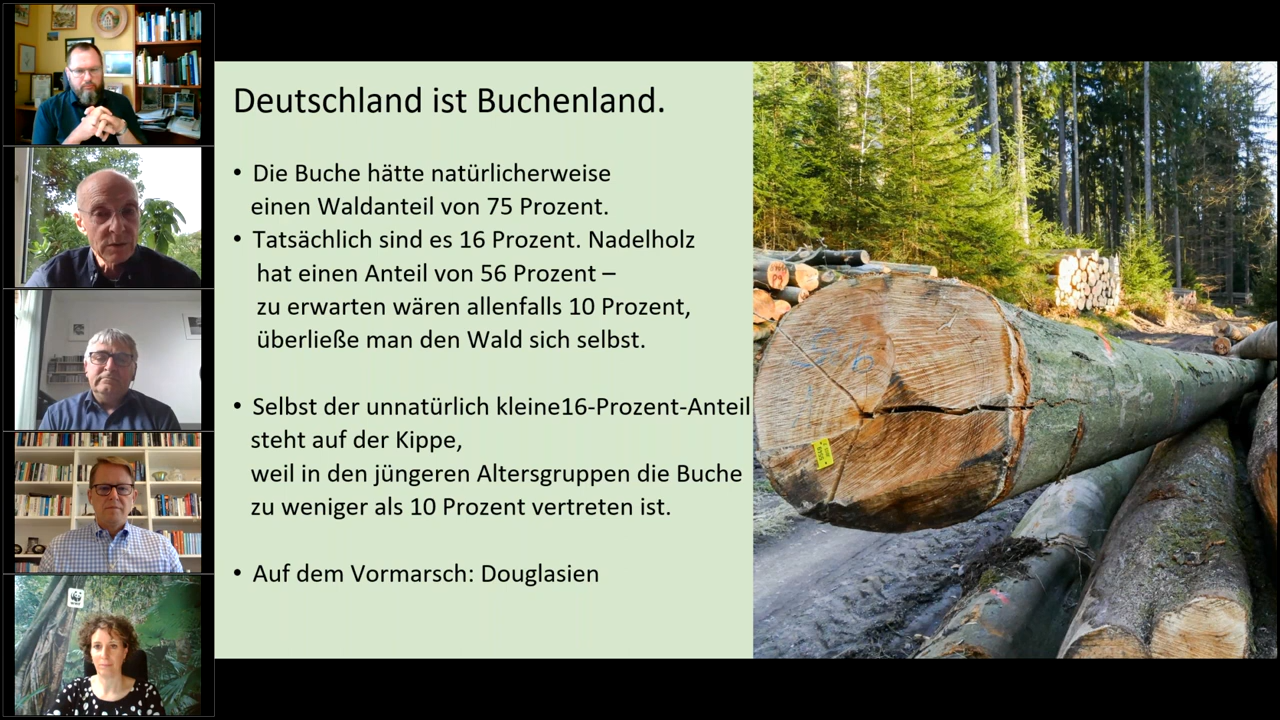 Deutschland ist Buchenland.
• Die Buche hätte natürlicherweise
einen Waldanteil von 75 Prozent.
• Tatsächlich sind es 16 Prozent. Nadelholz
hat einen Anteil von 56 Prozent –
zu erwarten wären allenfalls 10 Prozent,
überließe man den Wald sich selbst.
• Selbst der unnatürlich kleine16-Prozent-Anteil
steht auf der Kippe,
weil in den jüngeren Altersgruppen die Buche
zu weniger als 10 Prozent vertreten ist.
• Auf dem Vormarsch: Douglasien